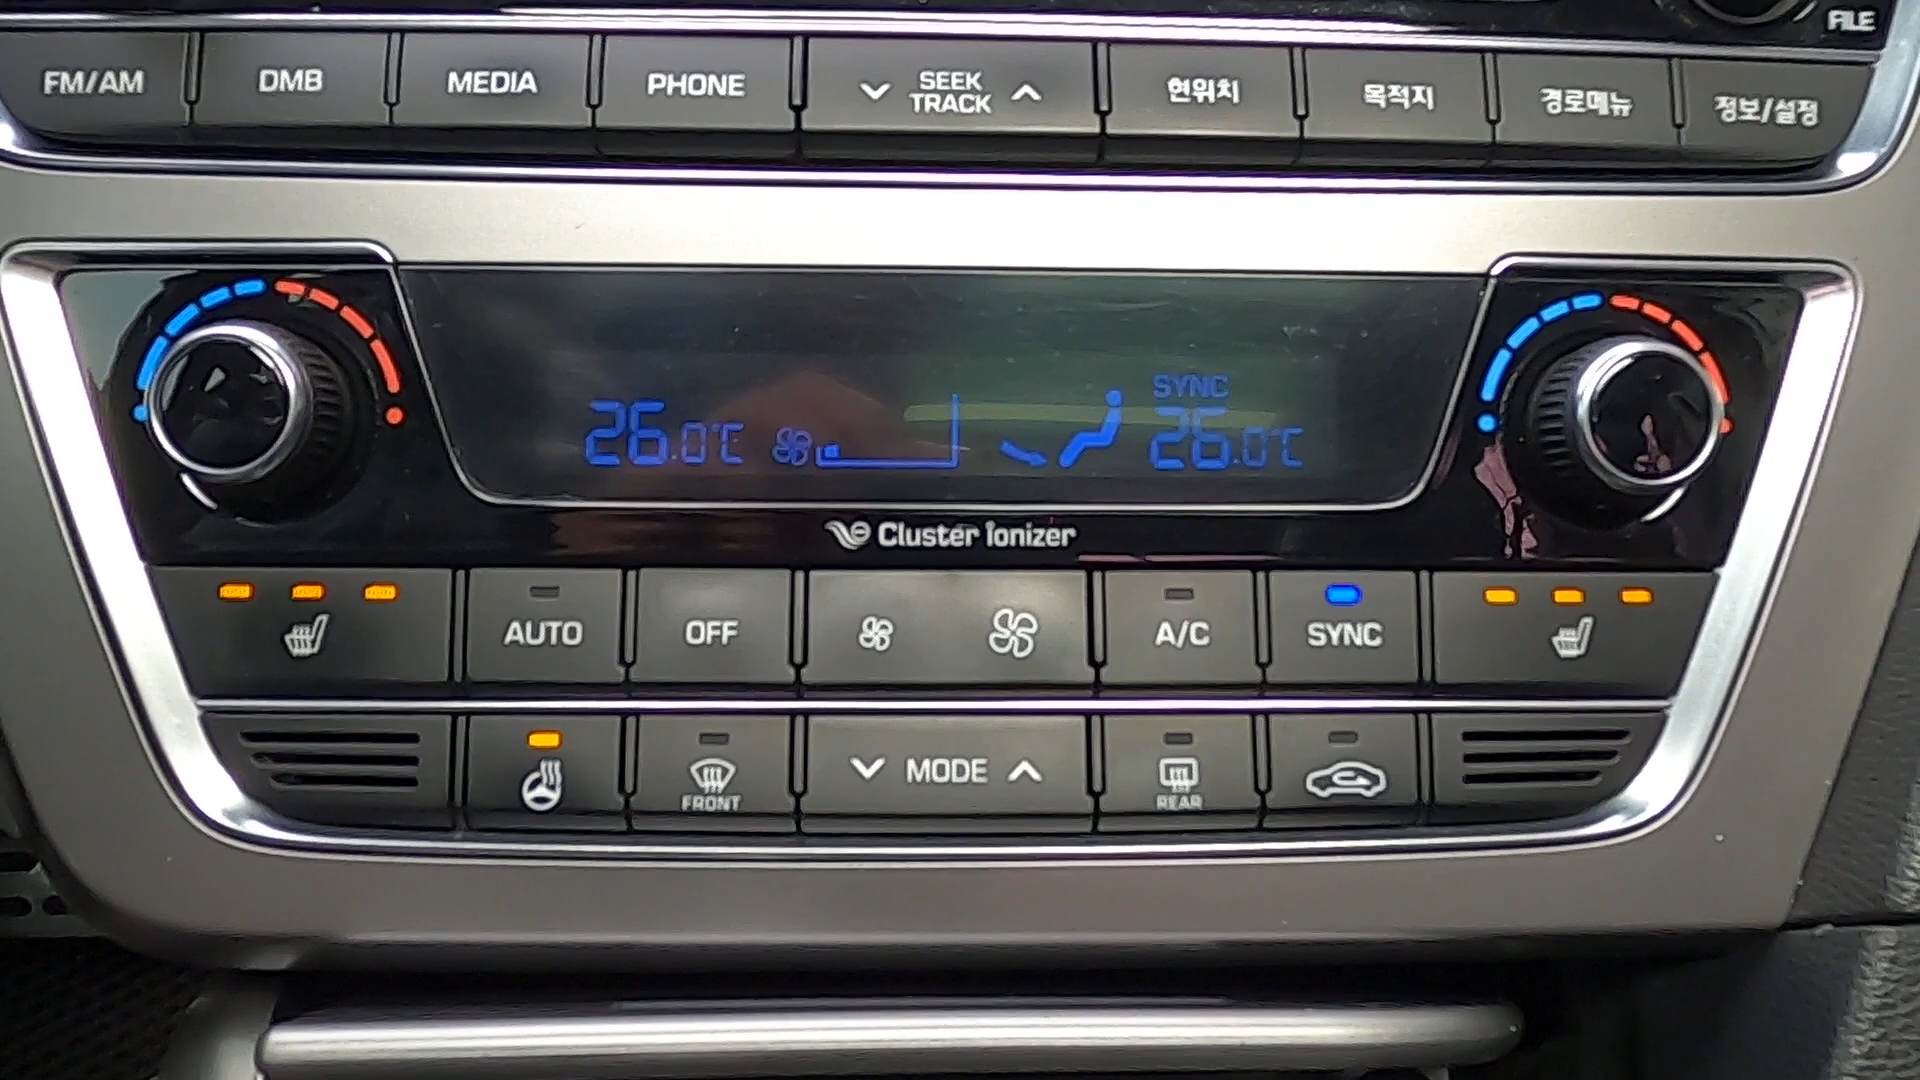 FILE
FM/AM
DMB
MEDIA
PHONE
SEEK
TRACK
현위치
목적지
경로메뉴
정보/설정
SYNC
26.0℃
26.0℃
Cluster ionizer
AUTO
OFF
A/C
SYNC
FRONT
MODE
REAR